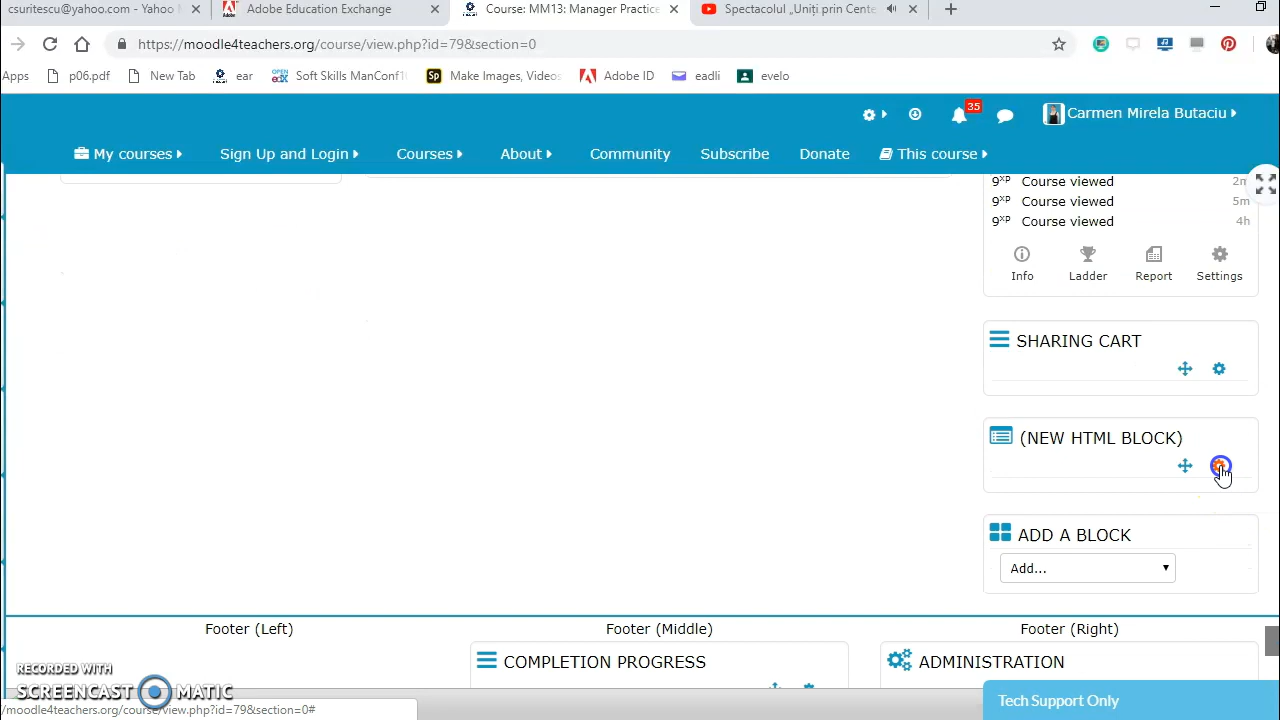 csuritescu@yahoo.com - Yahoo
Adobe Education Exchange
Course: MM13: Manager Practice
Spectacolul „Uniți prin Cente
https://moodle4teachers.org/course/view.php?id=79&section=0
Apps
p06.pdf
New Tab
ear
Soft Skills ManConf1
Make Images, Videos
Adobe ID
eadli
evelo
35
Carmen Mirela Butaciu
My courses
Sign Up and Login
Courses
About
Community
Subscribe
Donate
This course
9xp Course viewed 2m
9xp Course viewed 5m
9xp Course viewed 4h
Info
Ladder
Report
Settings
SHARING CART
(NEW HTML BLOCK)
ADD A BLOCK
Add...
Footer (Left)
Footer (Middle)
Footer (Right)
COMPLETION PROGRESS
ADMINISTRATION
RECORDED WITH
SCREENCAST MATIC
Tech Support Only
/moodle4teachers.org/course/view.php?id=79&section=0#